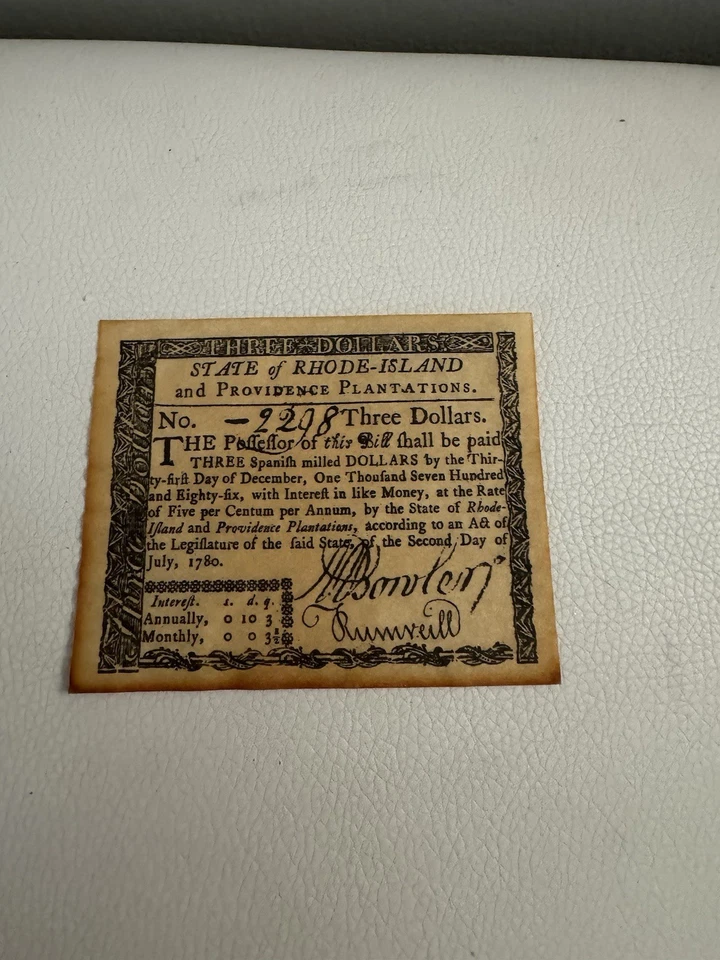 THREE DOLLARS
STATE of RHODE-ISLAND
and PROVIDENCE PLANTATIONS.
No. — 2298 Three Dollars.
THE Poſſeſſor of this Bill ſhall be paid
THREE Spaniſh milled DOLLARS by the Thir-
ty-firſt Day of December, One Thouſand Seven Hundred
and Eighty-ſix, with Intereſt in like Money, at the Rate
of Five per Centum per Annum, by the State of Rhode-
Iſland and Providence Plantations, according to an Act of
the Legiſlature of the ſaid State, of the Second Day of
July, 1780.
Intereſt. s. d. q.
Annually, 0 10 3
Monthly, 0 0 3½
Bowler
Rumreill